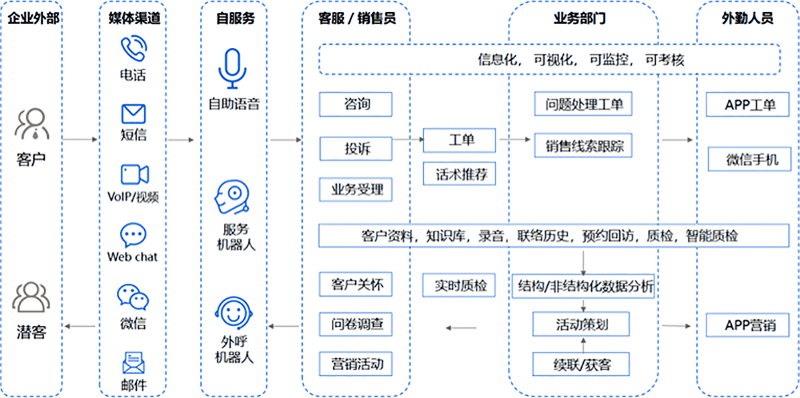 企业外部
媒体渠道
自服务
客服 / 销售员
业务部门
外勤人员
客户
潜客
电话
短信
VoIP/视频
Web chat
微信
邮件
自助语音
服务
机器人
外呼
机器人
信息化， 可视化， 可监控， 可考核
咨询
投诉
业务受理
工单
话术推荐
问题处理工单
销售线索跟踪
APP工单
微信手机
客户资料，知识库，录音，联络历史，预约回访，质检，智能质检
客户关怀
问卷调查
营销活动
实时质检
结构/非结构化数据分析
活动策划
续联/获客
APP营销